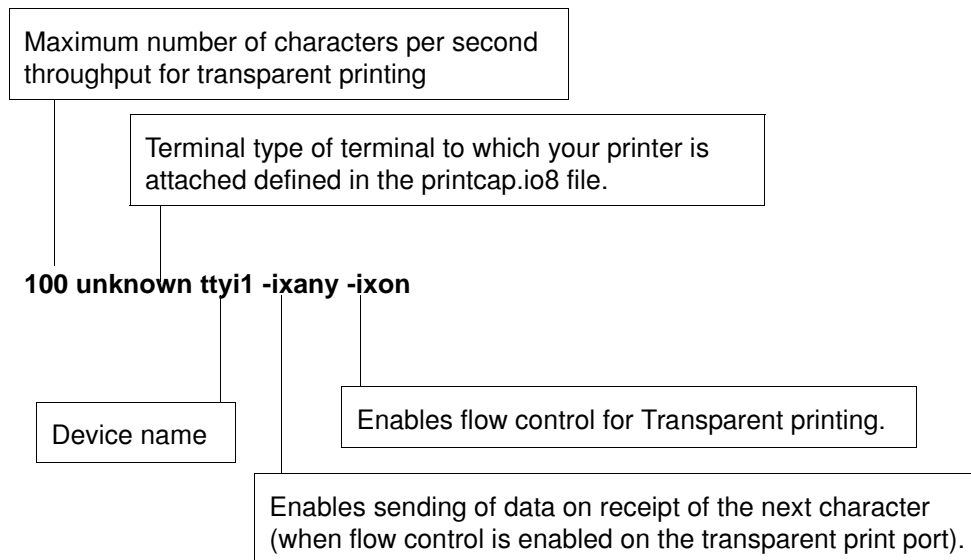 Maximum number of characters per second
throughput for transparent printing
Terminal type of terminal to which your printer is
attached defined in the printcap.io8 file.
100 unknown ttyi1 -ixany -ixon
Device name
Enables flow control for Transparent printing.
Enables sending of data on receipt of the next character
(when flow control is enabled on the transparent print port).